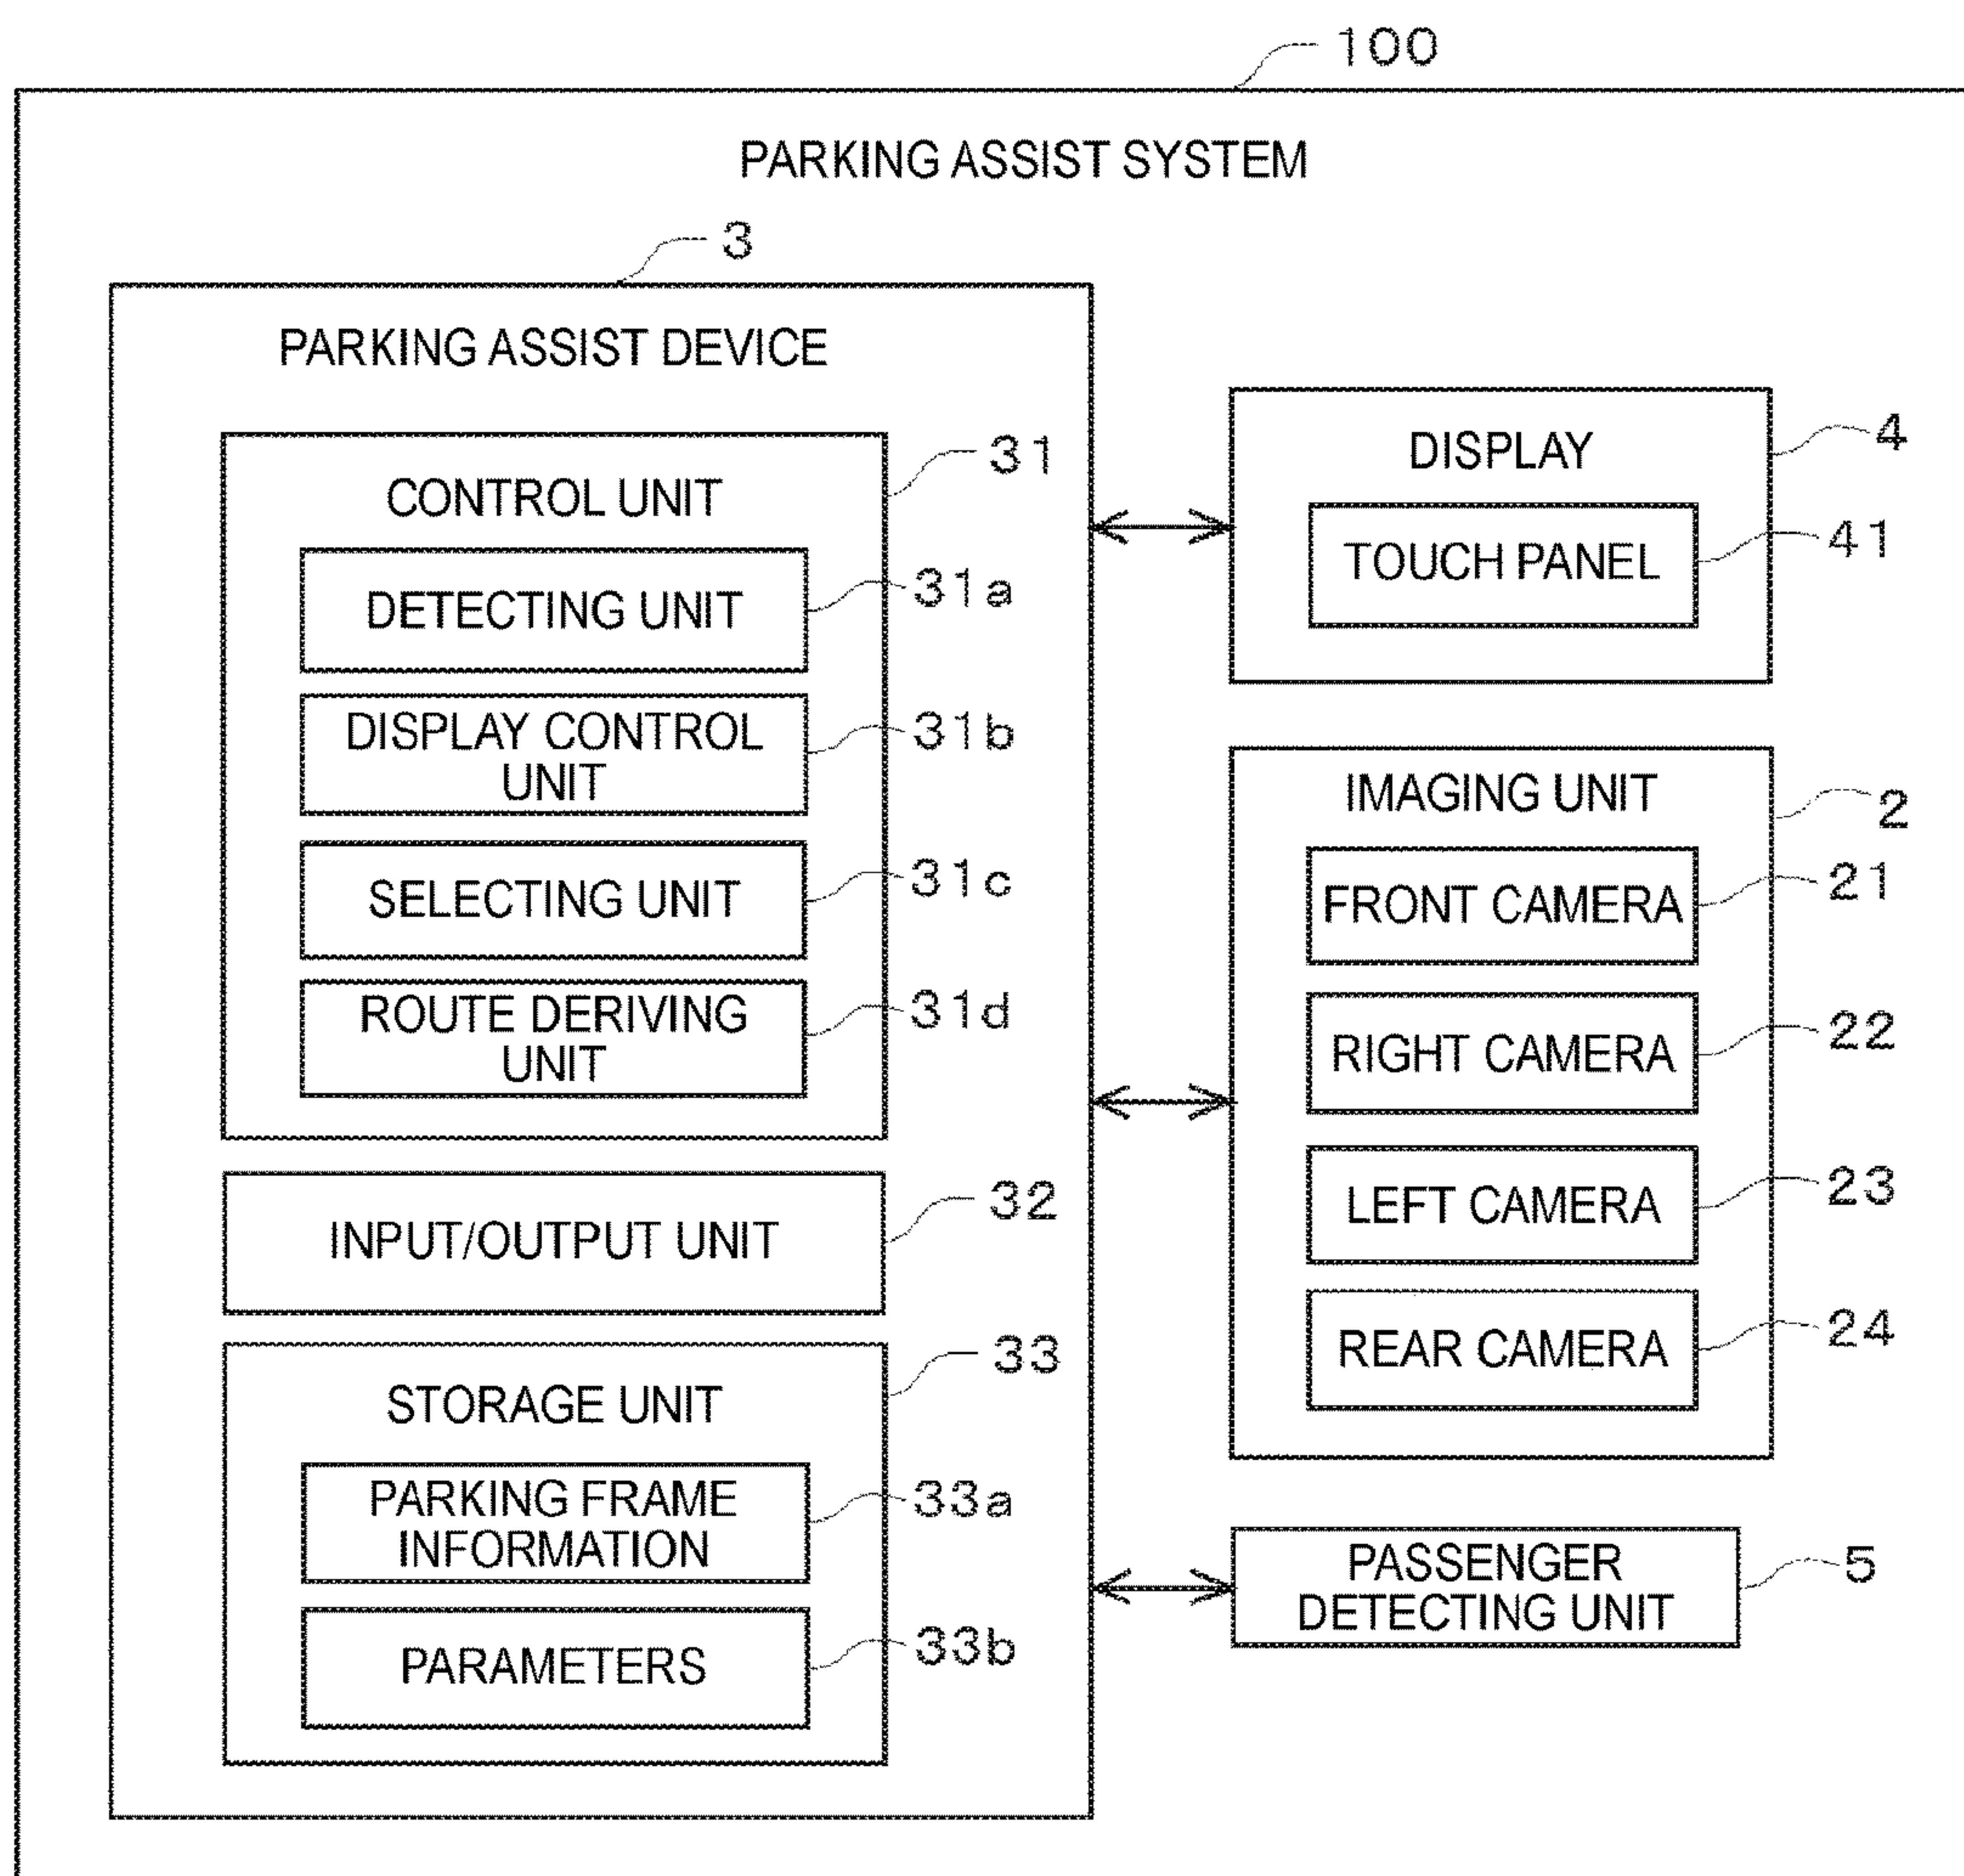 100
PARKING ASSIST SYSTEM
3
PARKING ASSIST DEVICE
CONTROL UNIT
31
DETECTING UNIT
31a
DISPLAY CONTROL
UNIT
31b
SELECTING UNIT
31c
ROUTE DERIVING
UNIT
31d
INPUT/OUTPUT UNIT
32
STORAGE UNIT
33
PARKING FRAME
INFORMATION
33a
PARAMETERS
33b
DISPLAY
4
TOUCH PANEL
41
IMAGING UNIT
2
FRONT CAMERA
21
RIGHT CAMERA
22
LEFT CAMERA
23
REAR CAMERA
24
PASSENGER
DETECTING UNIT
5